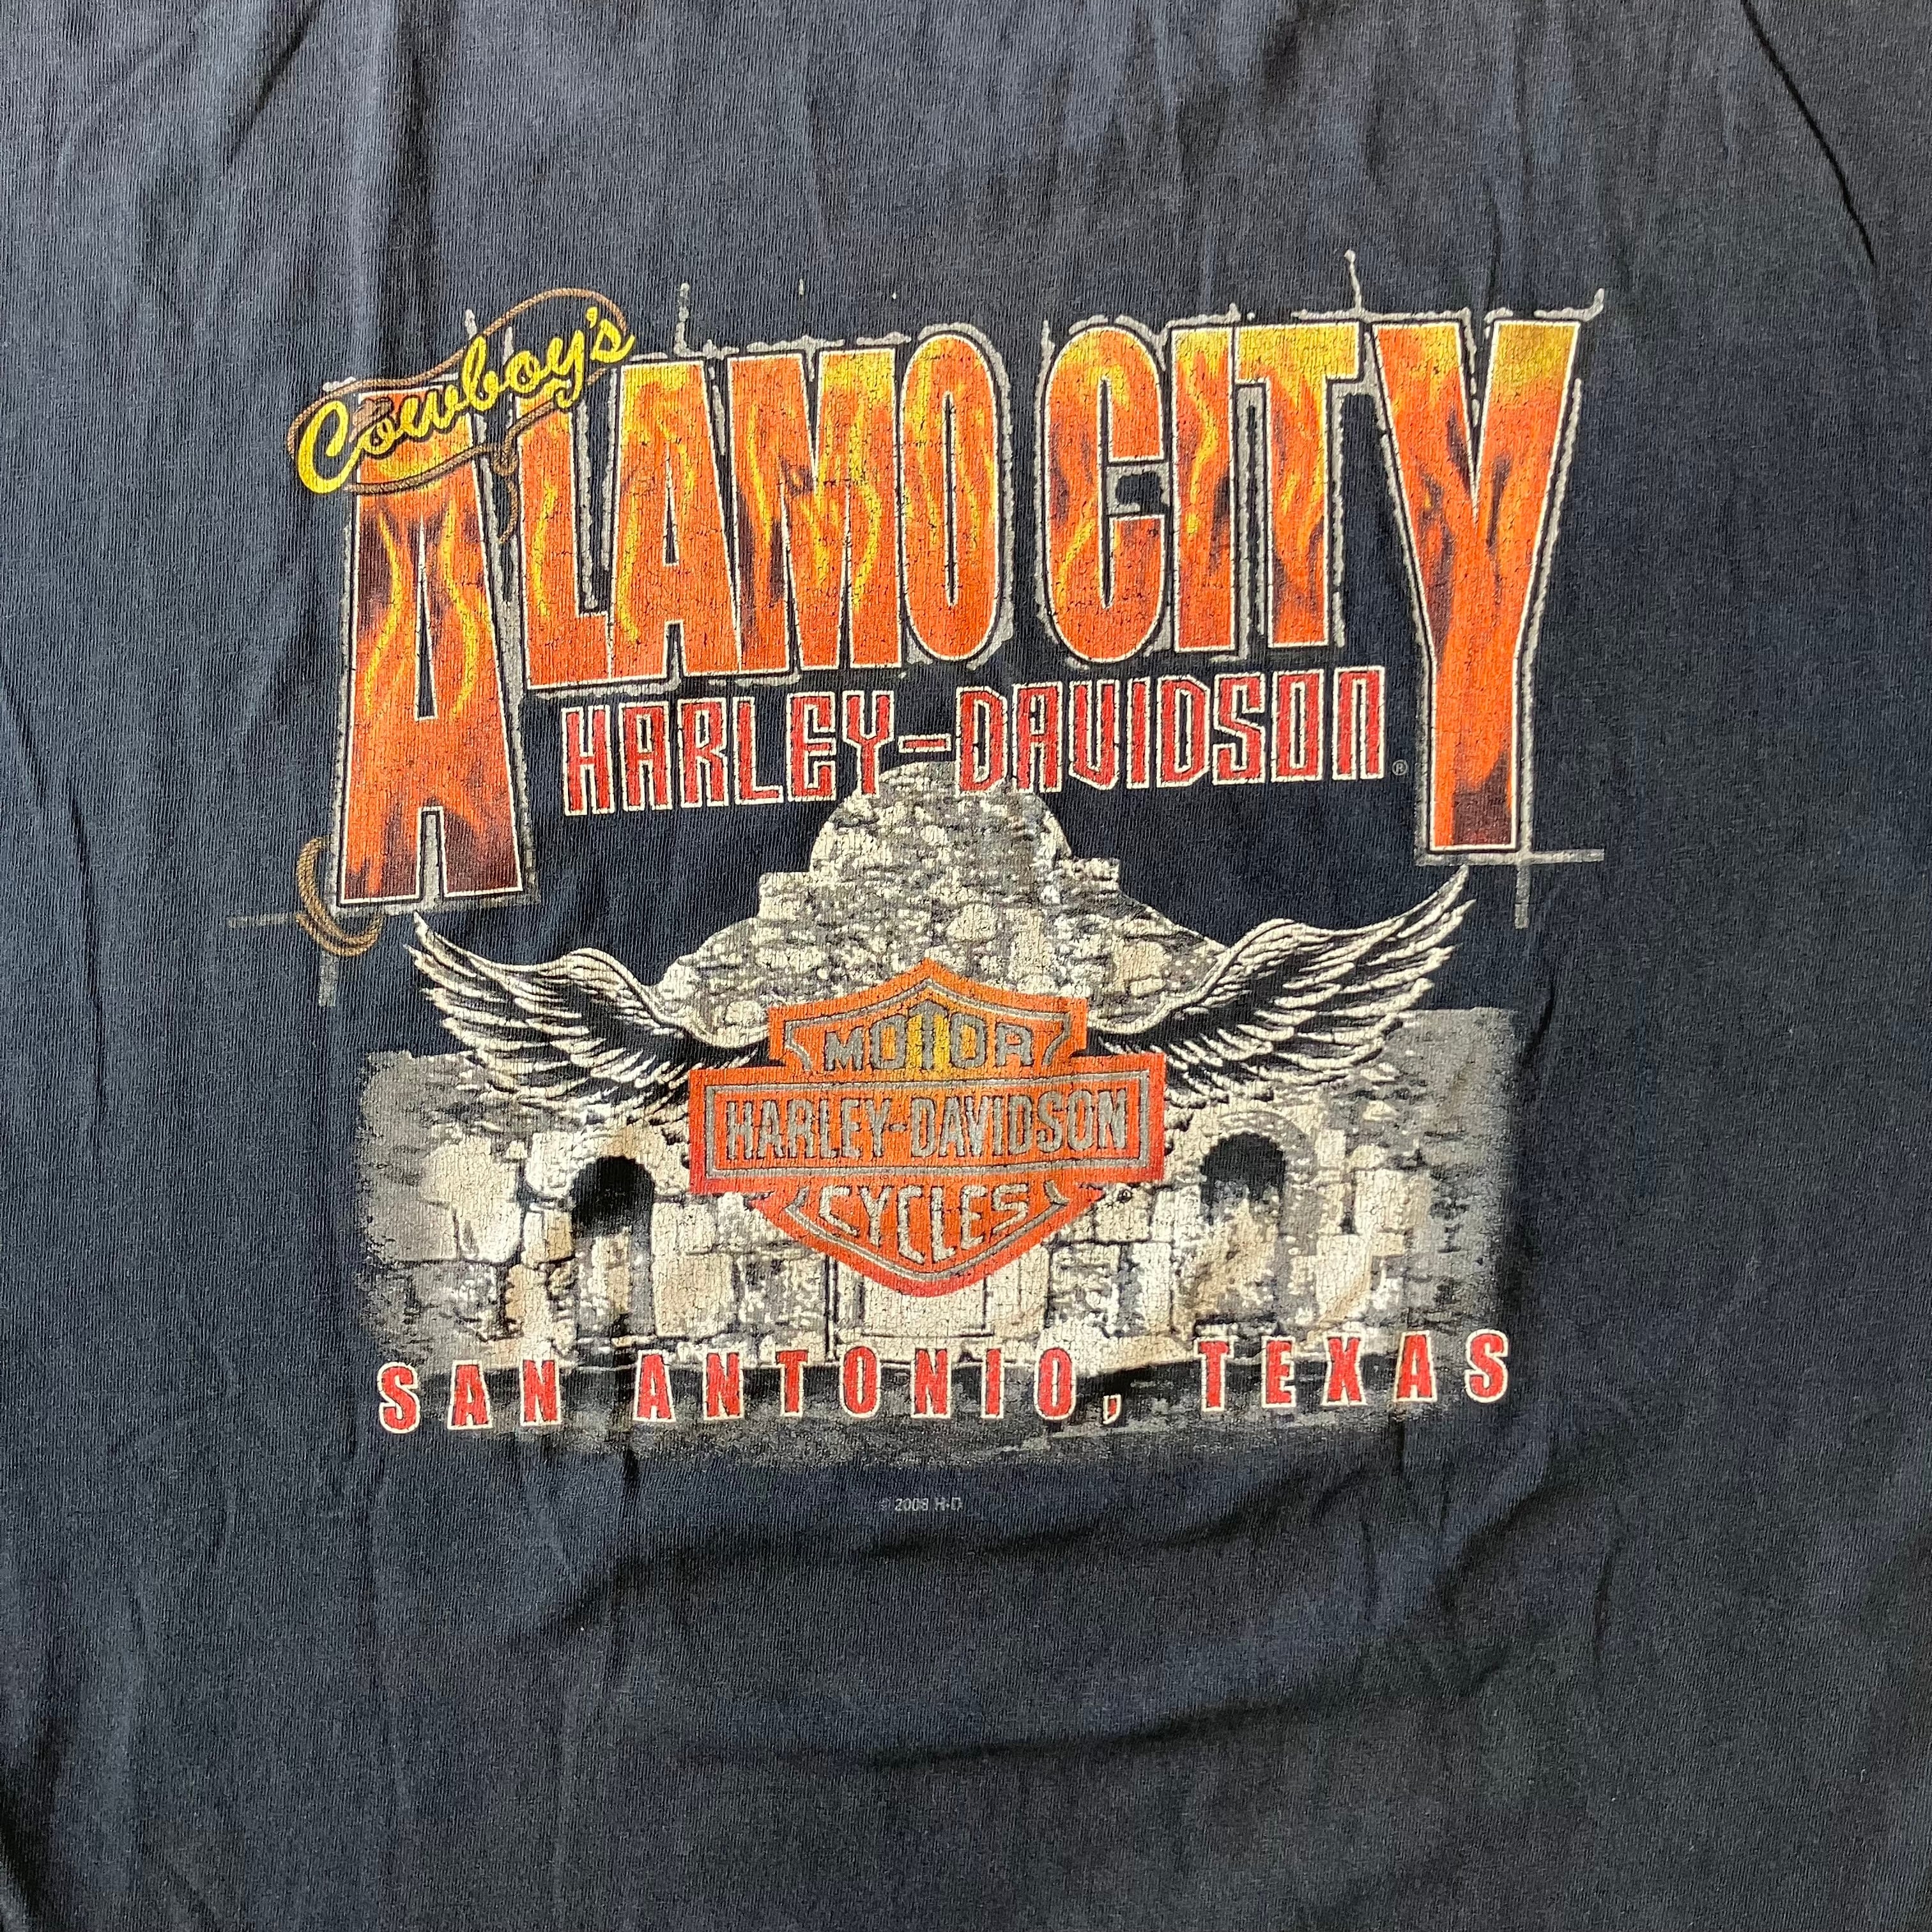 Cowboy's
ALAMO CITY
HARLEY-DAVIDSON®
MOTOR
HARLEY-DAVIDSON
CYCLES
SAN ANTONIO, TEXAS
© 2008 H-D